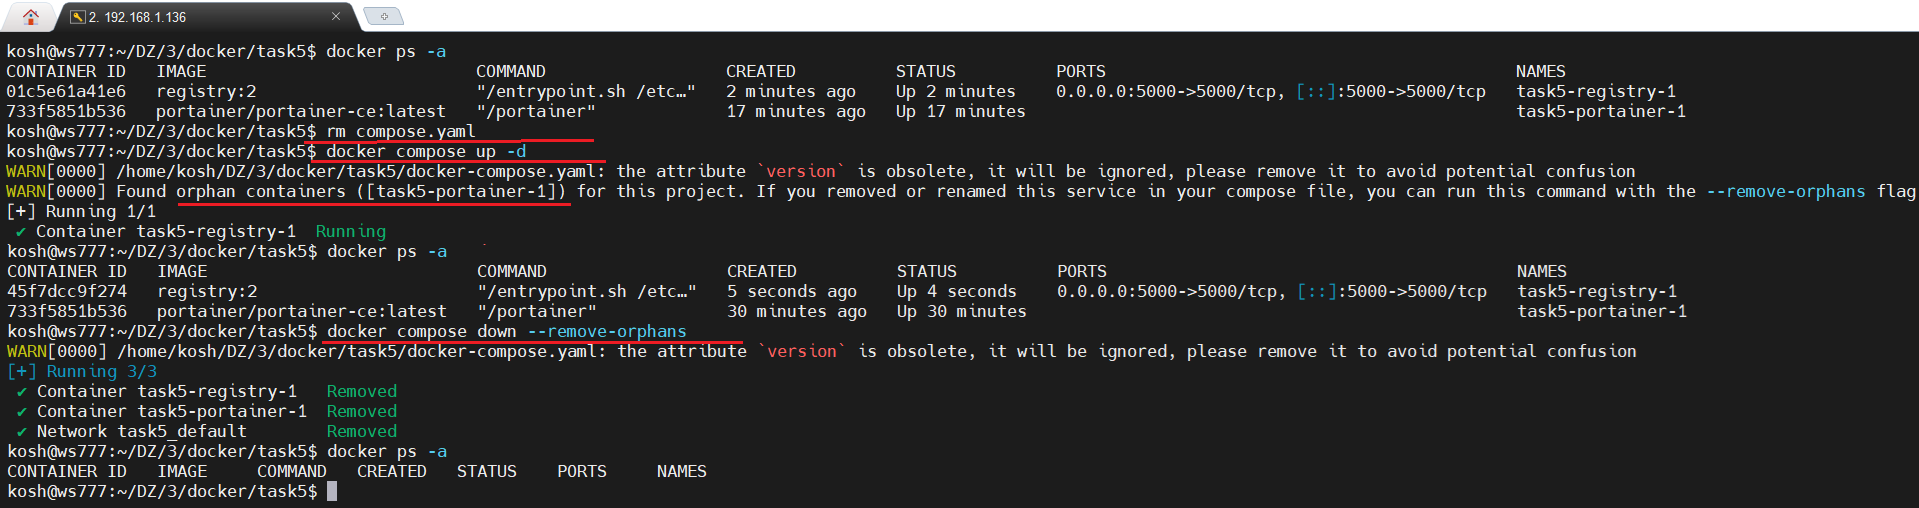 2. 192.168.1.136
kosh@ws777:~/DZ/3/docker/task5$ docker ps -a
CONTAINER ID   IMAGE                           COMMAND                  CREATED          STATUS          PORTS                                         NAMES
01c5e61a41e6   registry:2                      "/entrypoint.sh /etc…"   2 minutes ago    Up 2 minutes    0.0.0.0:5000->5000/tcp, [::]:5000->5000/tcp   task5-registry-1
733f5851b536   portainer/portainer-ce:latest   "/portainer"             17 minutes ago   Up 17 minutes                                                 task5-portainer-1
kosh@ws777:~/DZ/3/docker/task5$ rm compose.yaml
kosh@ws777:~/DZ/3/docker/task5$ docker compose up -d
WARN[0000] /home/kosh/DZ/3/docker/task5/docker-compose.yaml: the attribute `version` is obsolete, it will be ignored, please remove it to avoid potential confusion
WARN[0000] Found orphan containers ([task5-portainer-1]) for this project. If you removed or renamed this service in your compose file, you can run this command with the --remove-orphans flag
[+] Running 1/1
✔ Container task5-registry-1  Running
kosh@ws777:~/DZ/3/docker/task5$ docker ps -a
CONTAINER ID   IMAGE                           COMMAND                  CREATED          STATUS          PORTS                                         NAMES
45f7dcc9f274   registry:2                      "/entrypoint.sh /etc…"   5 seconds ago    Up 4 seconds    0.0.0.0:5000->5000/tcp, [::]:5000->5000/tcp   task5-registry-1
733f5851b536   portainer/portainer-ce:latest   "/portainer"             30 minutes ago   Up 30 minutes                                                 task5-portainer-1
kosh@ws777:~/DZ/3/docker/task5$ docker compose down --remove-orphans
WARN[0000] /home/kosh/DZ/3/docker/task5/docker-compose.yaml: the attribute `version` is obsolete, it will be ignored, please remove it to avoid potential confusion
[+] Running 3/3
✔ Container task5-registry-1   Removed
✔ Container task5-portainer-1  Removed
✔ Network task5_default        Removed
kosh@ws777:~/DZ/3/docker/task5$ docker ps -a
CONTAINER ID   IMAGE     COMMAND   CREATED   STATUS    PORTS     NAMES
kosh@ws777:~/DZ/3/docker/task5$